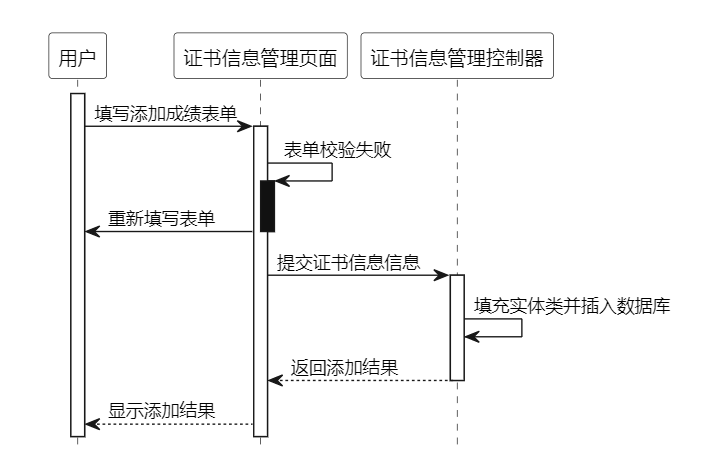 用户
证书信息管理页面
证书信息管理控制器
填写添加成绩表单
表单校验失败
重新填写表单
提交证书信息信息
填充实体类并插入数据库
返回添加结果
显示添加结果